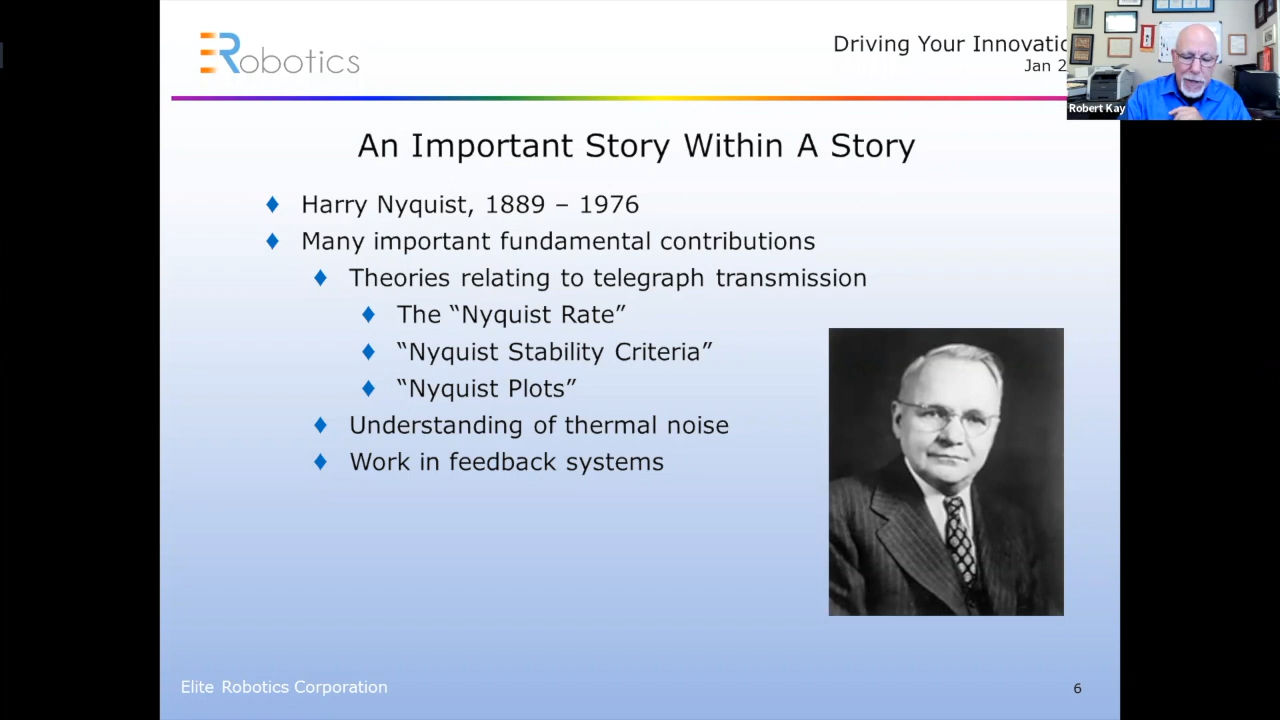 ERobotics
Driving Your Innovatio
Jan 2
Robert Kay
An Important Story Within A Story
♦ Harry Nyquist, 1889 – 1976
♦ Many important fundamental contributions
♦ Theories relating to telegraph transmission
♦ The “Nyquist Rate”
♦ “Nyquist Stability Criteria”
♦ “Nyquist Plots”
♦ Understanding of thermal noise
♦ Work in feedback systems
Elite Robotics Corporation
6